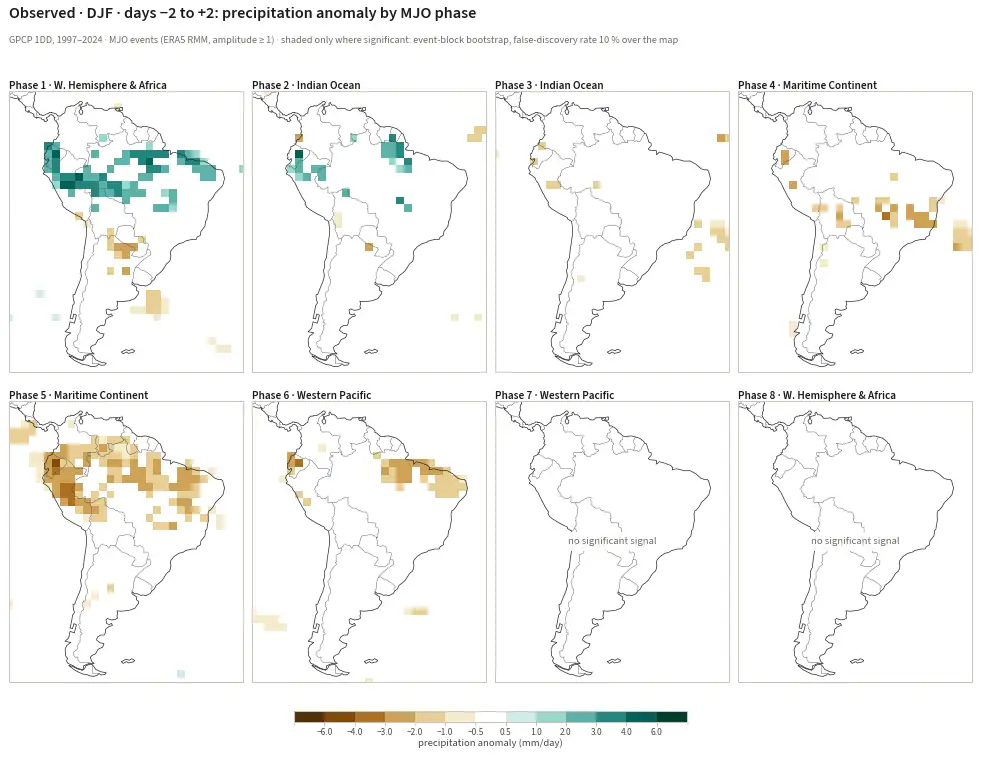 Observed · DJF · days −2 to +2: precipitation anomaly by MJO phase
GPCP 1DD, 1997–2024 · MJO events (ERA5 RMM, amplitude ≥ 1) · shaded only where significant: event-block bootstrap, false-discovery rate 10 % over the map
Phase 1 · W. Hemisphere & Africa
Phase 2 · Indian Ocean
Phase 3 · Indian Ocean
Phase 4 · Maritime Continent
Phase 5 · Maritime Continent
Phase 6 · Western Pacific
Phase 7 · Western Pacific
Phase 8 · W. Hemisphere & Africa
no significant signal
no significant signal
−6.0 −4.0 −3.0 −2.0 −1.0 −0.5 0.5 1.0 2.0 3.0 4.0 6.0
precipitation anomaly (mm/day)